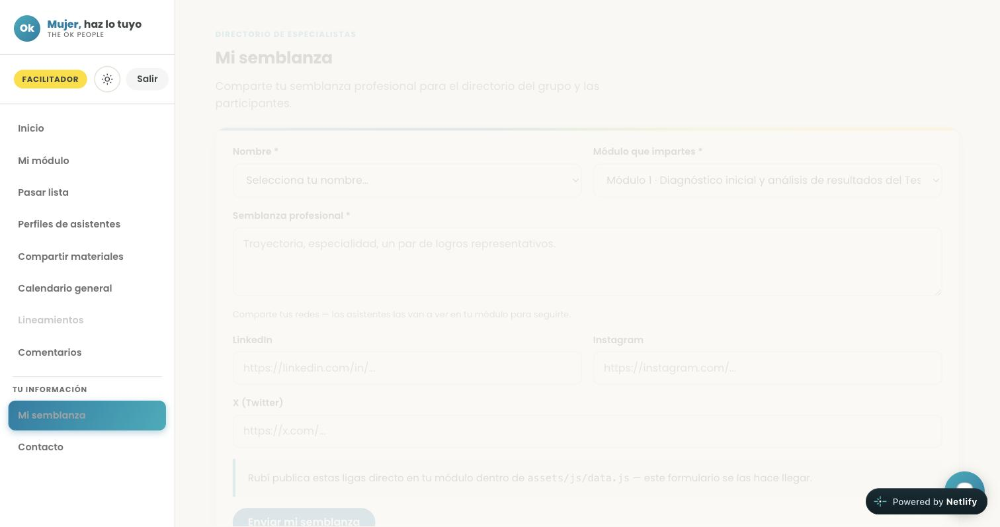 Ok
Mujer, haz lo tuyo
THE OK PEOPLE
FACILITADOR
Salir
Inicio
Mi módulo
Pasar lista
Perfiles de asistentes
Compartir materiales
Calendario general
Lineamientos
Comentarios
TU INFORMACIÓN
Mi semblanza
Contacto
DIRECTORIO DE ESPECIALISTAS
Mi semblanza
Comparte tu semblanza profesional para el directorio del grupo y las
participantes.
Nombre *
Módulo que impartes *
Selecciona tu nombre...
Módulo 1 · Diagnóstico inicial y análisis de resultados del Tes
Semblanza profesional *
Trayectoria, especialidad, un par de logros representativos.
Comparte tus redes — las asistentes las van a ver en tu módulo para seguirte.
LinkedIn
Instagram
https://linkedin.com/in/...
https://instagram.com/...
X (Twitter)
https://x.com/...
Rubí publica estas ligas directo en tu módulo dentro de assets/js/data.js — este formulario se las hace llegar.
Enviar mi semblanza
Powered by Netlify